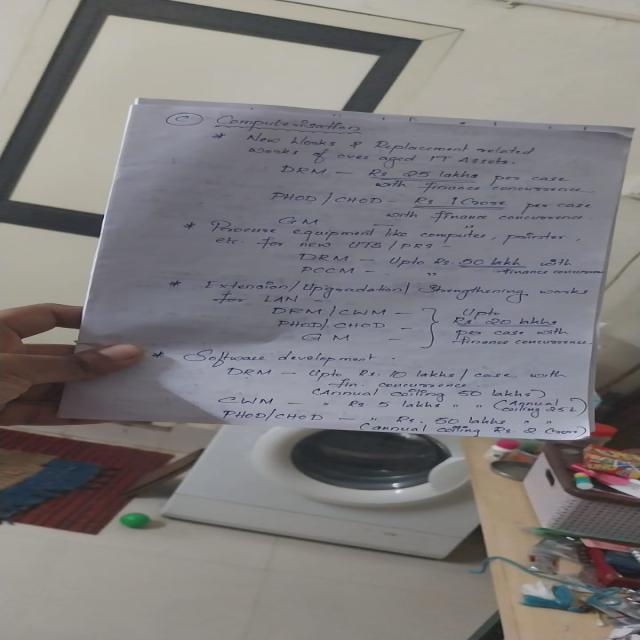 Computerisation
* New Works & Replacement related
works of over aged IT Assets.
DRM — Rs. 25 lakhs per case
with finance concurrence
PHOD/CHOD — Rs. 1 Crore per case
with finance concurrence
GM — "
* Procure equipment like computer, printer,
etc. for new UTS/PRS.
DRM — Upto Rs. 50 lakh with
PCCM — " finance concurrence
* Extension/Upgradation/Strengthening works
for LAN
DRM/CWM — } Upto
PHOD/CHOD — Rs. 20 lakhs
GM — per case with
finance concurrence
* Software development.
DRM — Upto Rs. 10 lakhs/case with
fin. concurrence
(Annual ceiling 50 lakhs)
CWM — " Rs 5 lakhs " " (Annual
ceiling 25L)
PHOD/CHOD — " Rs. 50 lakhs "
(annual ceiling Rs 2 Crore)